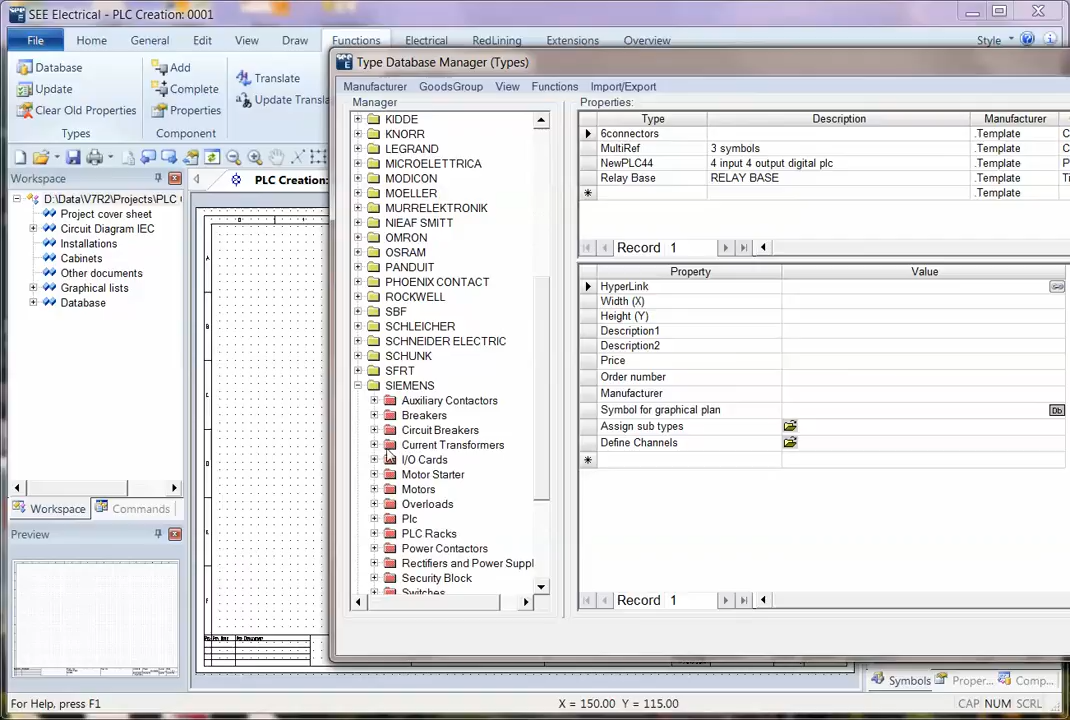 SEE Electrical - PLC Creation: 0001
File Home General Edit View Draw Functions Electrical RedLining Extensions Overview Style
Database
Update
Clear Old Properties
Types
Add
Complete
Properties
Component
Translate
Update Transla
Workspace
D:\Data\V7R2\Projects\PLC
Project cover sheet
Circuit Diagram IEC
Installations
Cabinets
Other documents
Graphical lists
Database
Workspace Commands
Preview
PLC Creation:
Type Database Manager (Types)
Manufacturer GoodsGroup View Functions Import/Export
Manager
KIDDE
KNORR
LEGRAND
MICROELETTRICA
MODICON
MOELLER
MURRELEKTRONIK
NIEAF SMITT
OMRON
OSRAM
PANDUIT
PHOENIX CONTACT
ROCKWELL
SBF
SCHLEICHER
SCHNEIDER ELECTRIC
SCHUNK
SFRT
SIEMENS
Auxiliary Contactors
Breakers
Circuit Breakers
Current Transformers
I/O Cards
Motor Starter
Motors
Overloads
Plc
PLC Racks
Power Contactors
Rectifiers and Power Suppl
Security Block
Switches
Properties:
Type Description Manufacturer
6connectors .Template
MultiRef 3 symbols .Template
NewPLC44 4 input 4 output digital plc .Template
Relay Base RELAY BASE .Template
.Template
Record 1
Property Value
HyperLink
Width (X)
Height (Y)
Description1
Description2
Price
Order number
Manufacturer
Symbol for graphical plan Db
Assign sub types
Define Channels
Record 1
Symbols Proper... Comp...
For Help, press F1 X = 150.00 Y = 115.00 CAP NUM SCRL